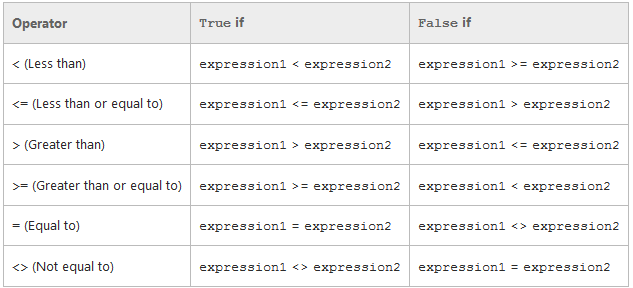 Operator True if False if
< (Less than) expression1 < expression2 expression1 >= expression2
<= (Less than or equal to) expression1 <= expression2 expression1 > expression2
> (Greater than) expression1 > expression2 expression1 <= expression2
>= (Greater than or equal to) expression1 >= expression2 expression1 < expression2
= (Equal to) expression1 = expression2 expression1 <> expression2
<> (Not equal to) expression1 <> expression2 expression1 = expression2